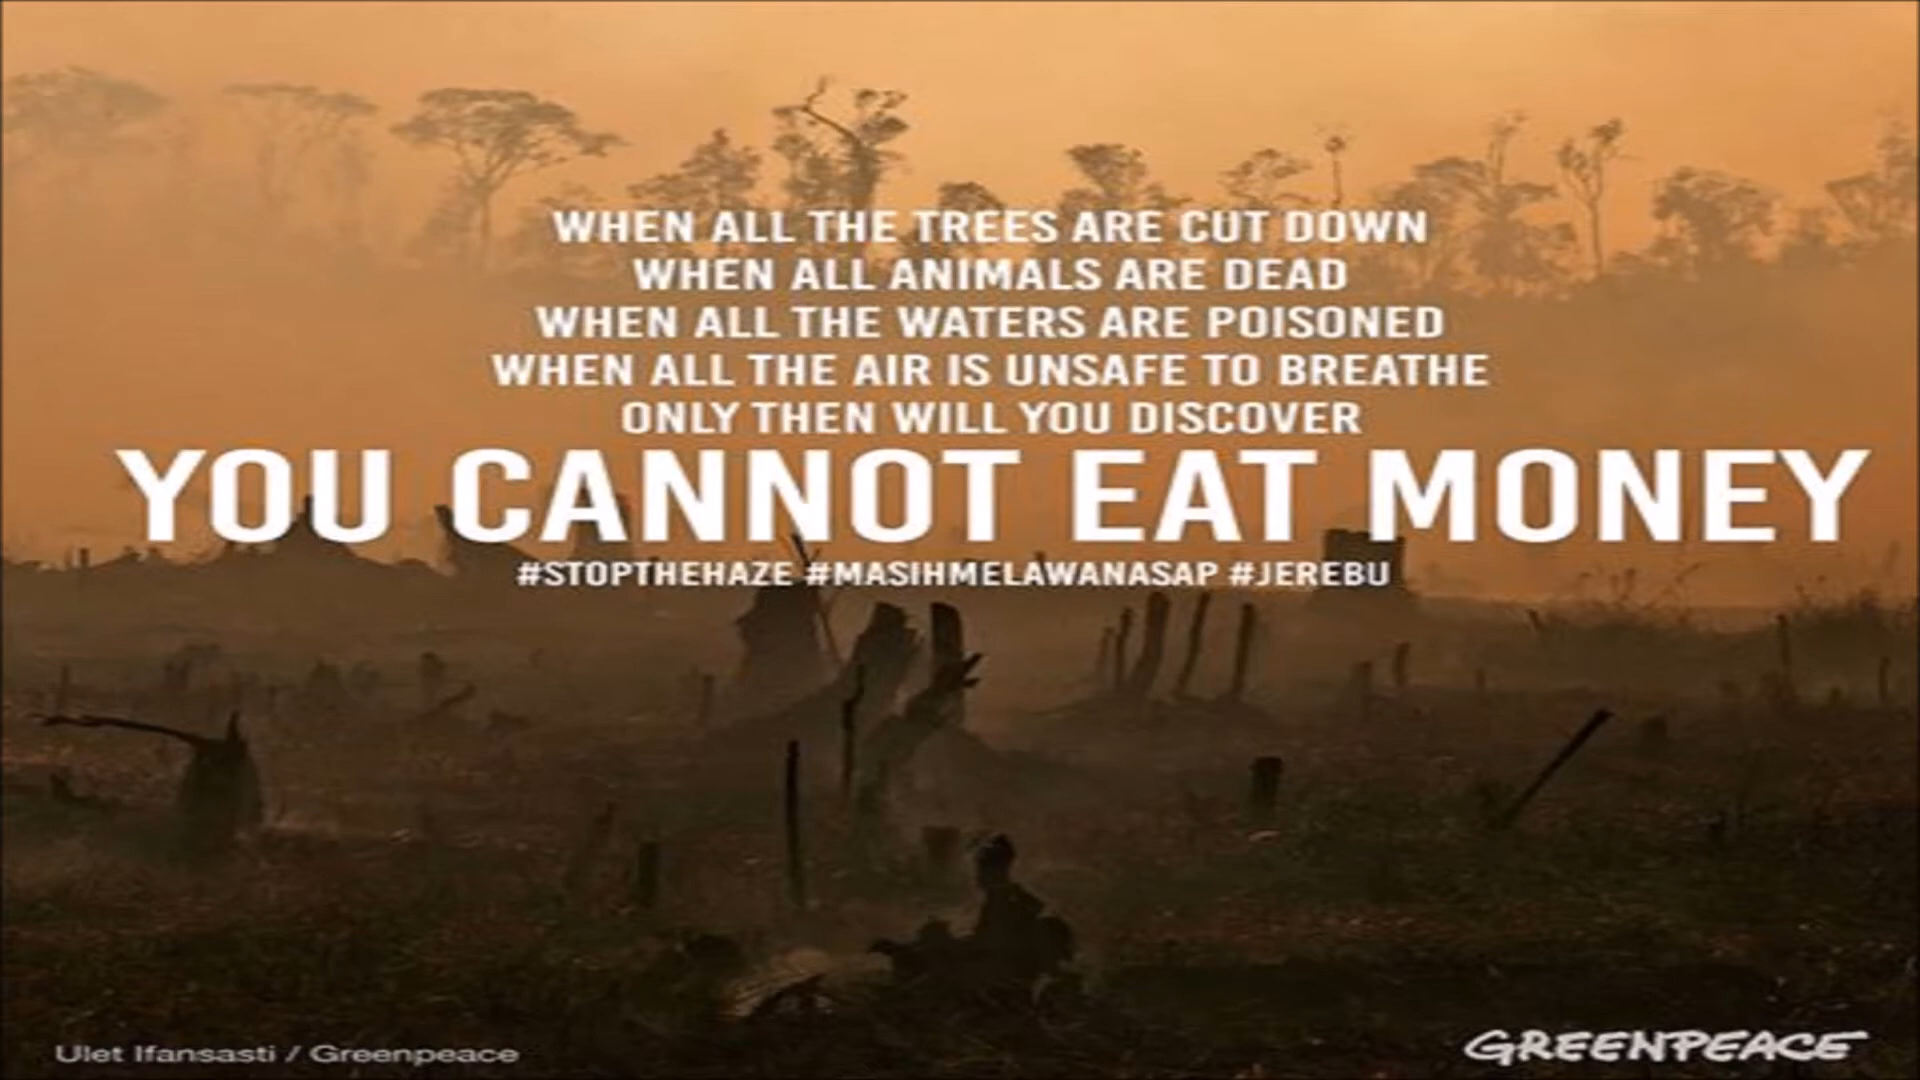 WHEN ALL THE TREES ARE CUT DOWN
WHEN ALL ANIMALS ARE DEAD
WHEN ALL THE WATERS ARE POISONED
WHEN ALL THE AIR IS UNSAFE TO BREATHE
ONLY THEN WILL YOU DISCOVER
YOU CANNOT EAT MONEY
#STOPTHEHAZE #MASIHMELAWANASAP #JEREBU
Ulet Ifansasti / Greenpeace
GREENPEACE